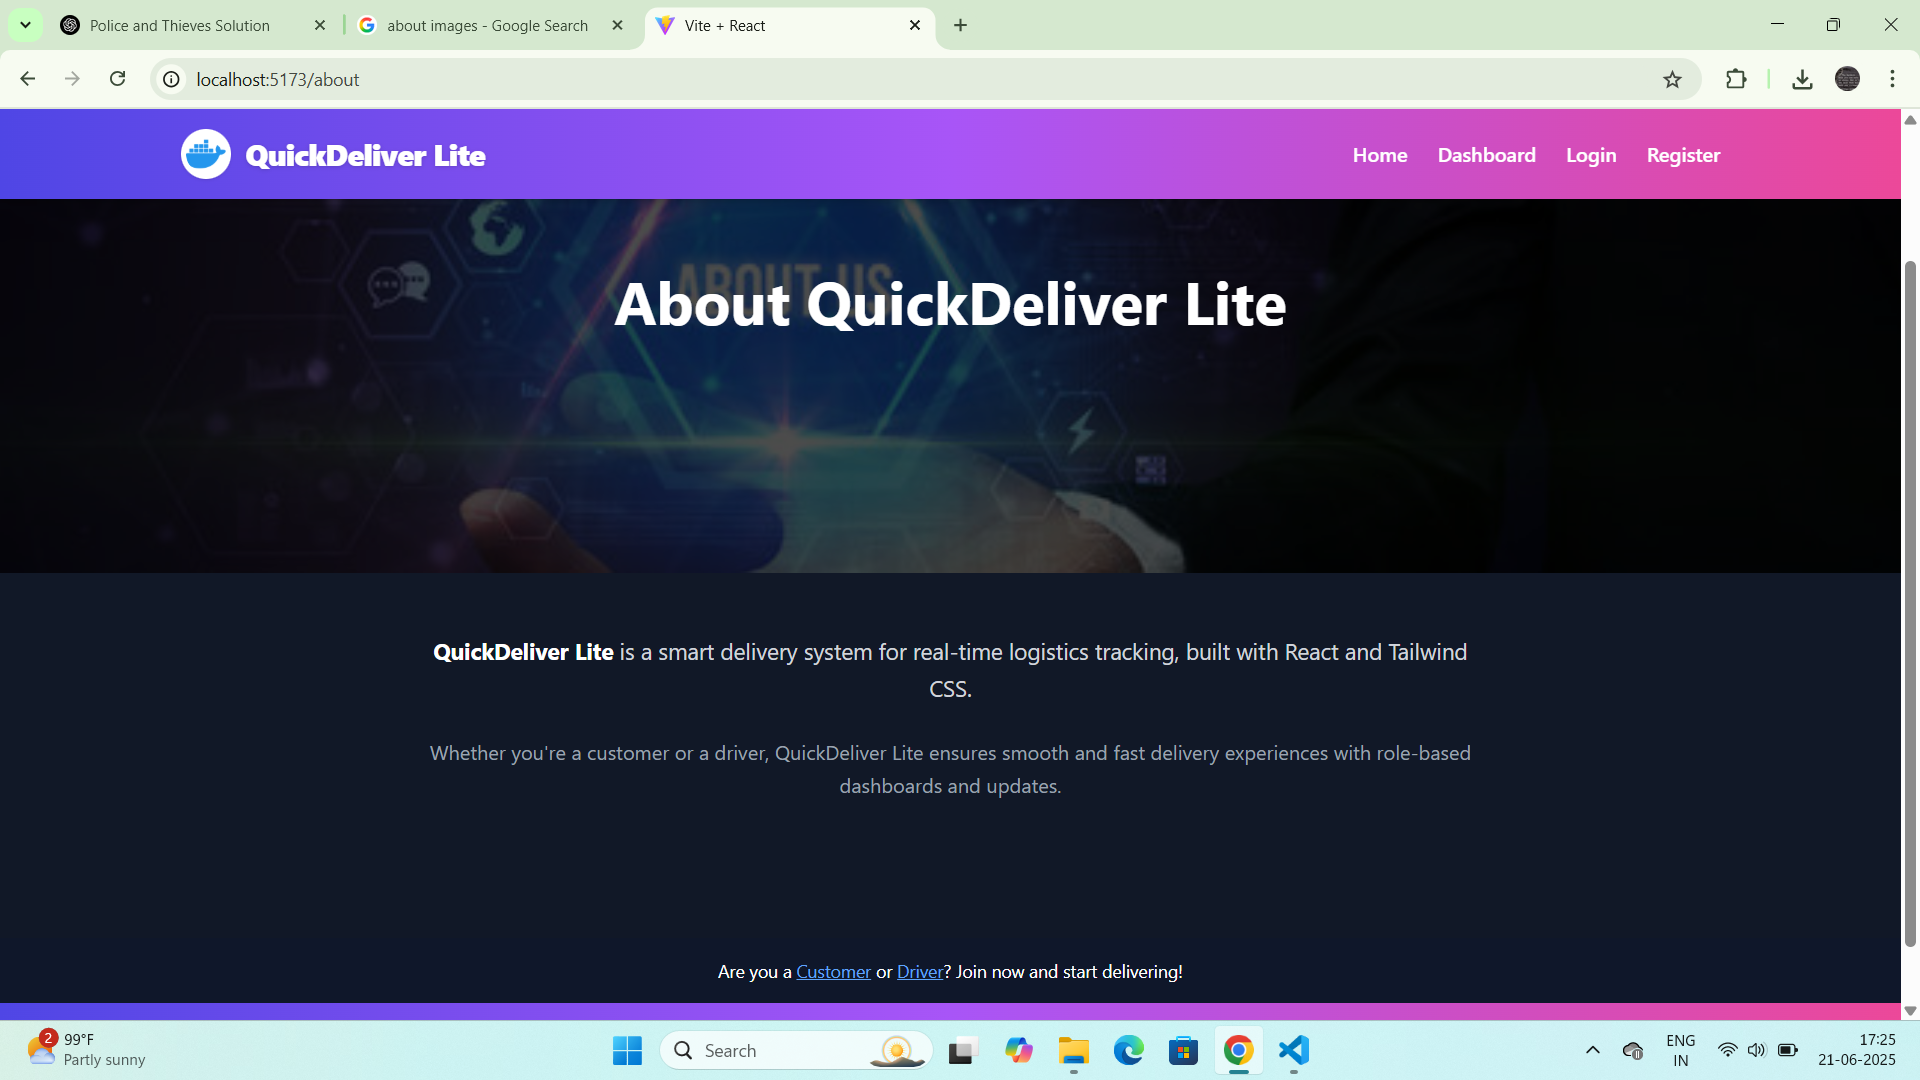 Police and Thieves Solution
about images - Google Search
Vite + React
localhost:5173/about
QuickDeliver Lite
Home
Dashboard
Login
Register
ABOUT US
About QuickDeliver Lite
QuickDeliver Lite is a smart delivery system for real-time logistics tracking, built with React and Tailwind
CSS.
Whether you're a customer or a driver, QuickDeliver Lite ensures smooth and fast delivery experiences with role-based
dashboards and updates.
Are you a Customer or Driver? Join now and start delivering!
2
99°F
Partly sunny
Search
ENG
IN
17:25
21-06-2025